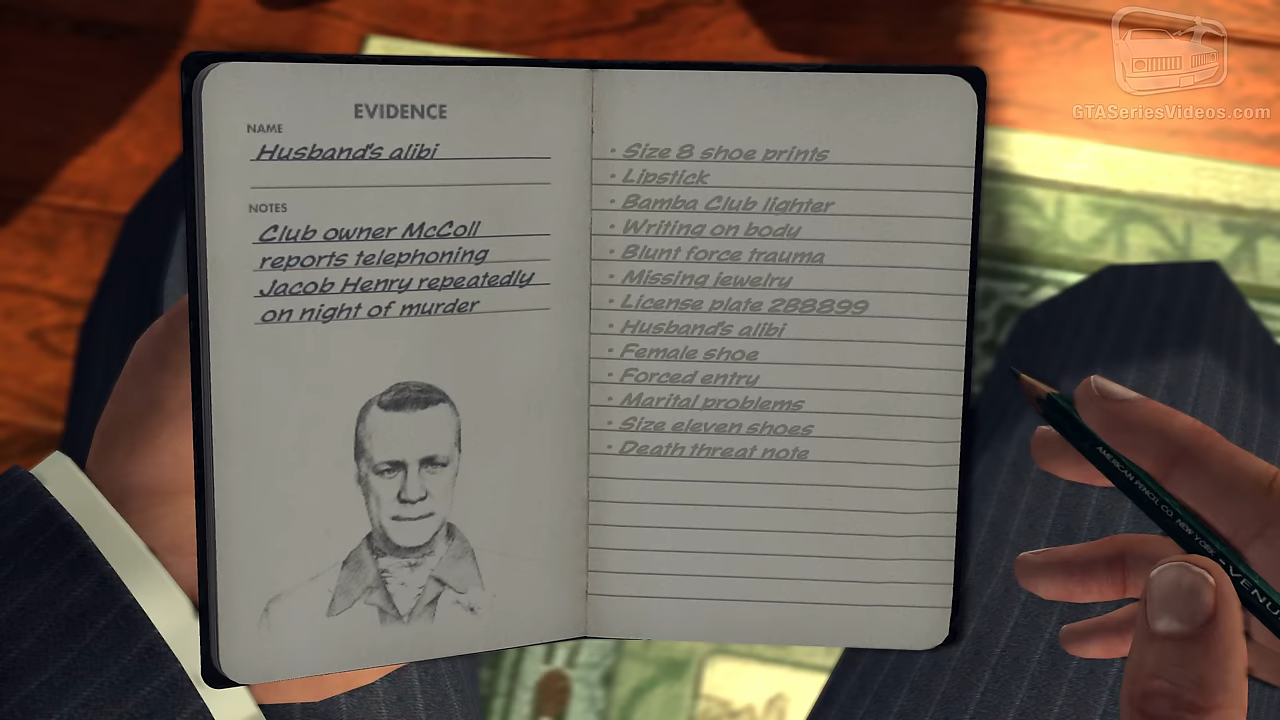 GTASeriesVideos.com
EVIDENCE
NAME
Husband's alibi
NOTES
Club owner McColl
reports telephoning
Jacob Henry repeatedly
on night of murder
• Size 8 shoe prints
• Lipstick
• Bamba Club lighter
• Writing on body
• Blunt force trauma
• Missing jewelry
• License plate 2B8899
• Husband's alibi
• Female shoe
• Forced entry
• Marital problems
• Size eleven shoes
• Death threat note
AMERICAN PENCIL CO. NEW YORK - VENU